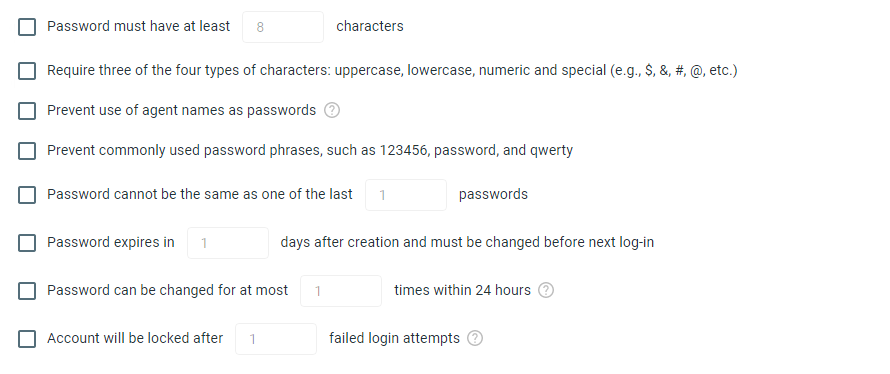 Password must have at least 8 characters
Require three of the four types of characters: uppercase, lowercase, numeric and special (e.g., $, &, #, @, etc.)
Prevent use of agent names as passwords ?
Prevent commonly used password phrases, such as 123456, password, and qwerty
Password cannot be the same as one of the last 1 passwords
Password expires in 1 days after creation and must be changed before next log-in
Password can be changed for at most 1 times within 24 hours ?
Account will be locked after 1 failed login attempts ?